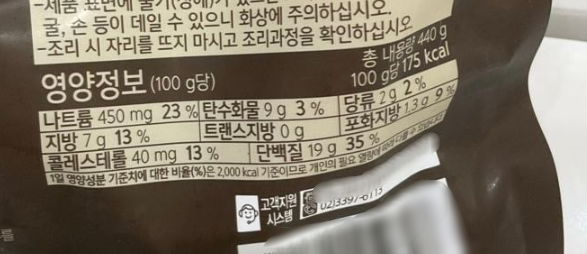 -제품 표면에 물기(성에)가
굴, 손 등이 데일 수 있으니 화상에 주의하십시오.
-조리 시 자리를 뜨지 마시고 조리과정을 확인하십시오
영양정보 (100 g당)
총 내용량 440 g
100 g당 175 kcal
나트륨 450 mg 23 % 탄수화물 9 g 3 % 당류 2 g 2 %
지방 7 g 13 % 트랜스지방 0 g 포화지방 1.3 g 9 %
콜레스테롤 40 mg 13 % 단백질 19 g 35 %
1일 영양성분 기준치에 대한 비율(%)은 2,000 kcal 기준이므로 개인의 필요 열량에 따라 다를 수 있습니다
고객지원
시스템